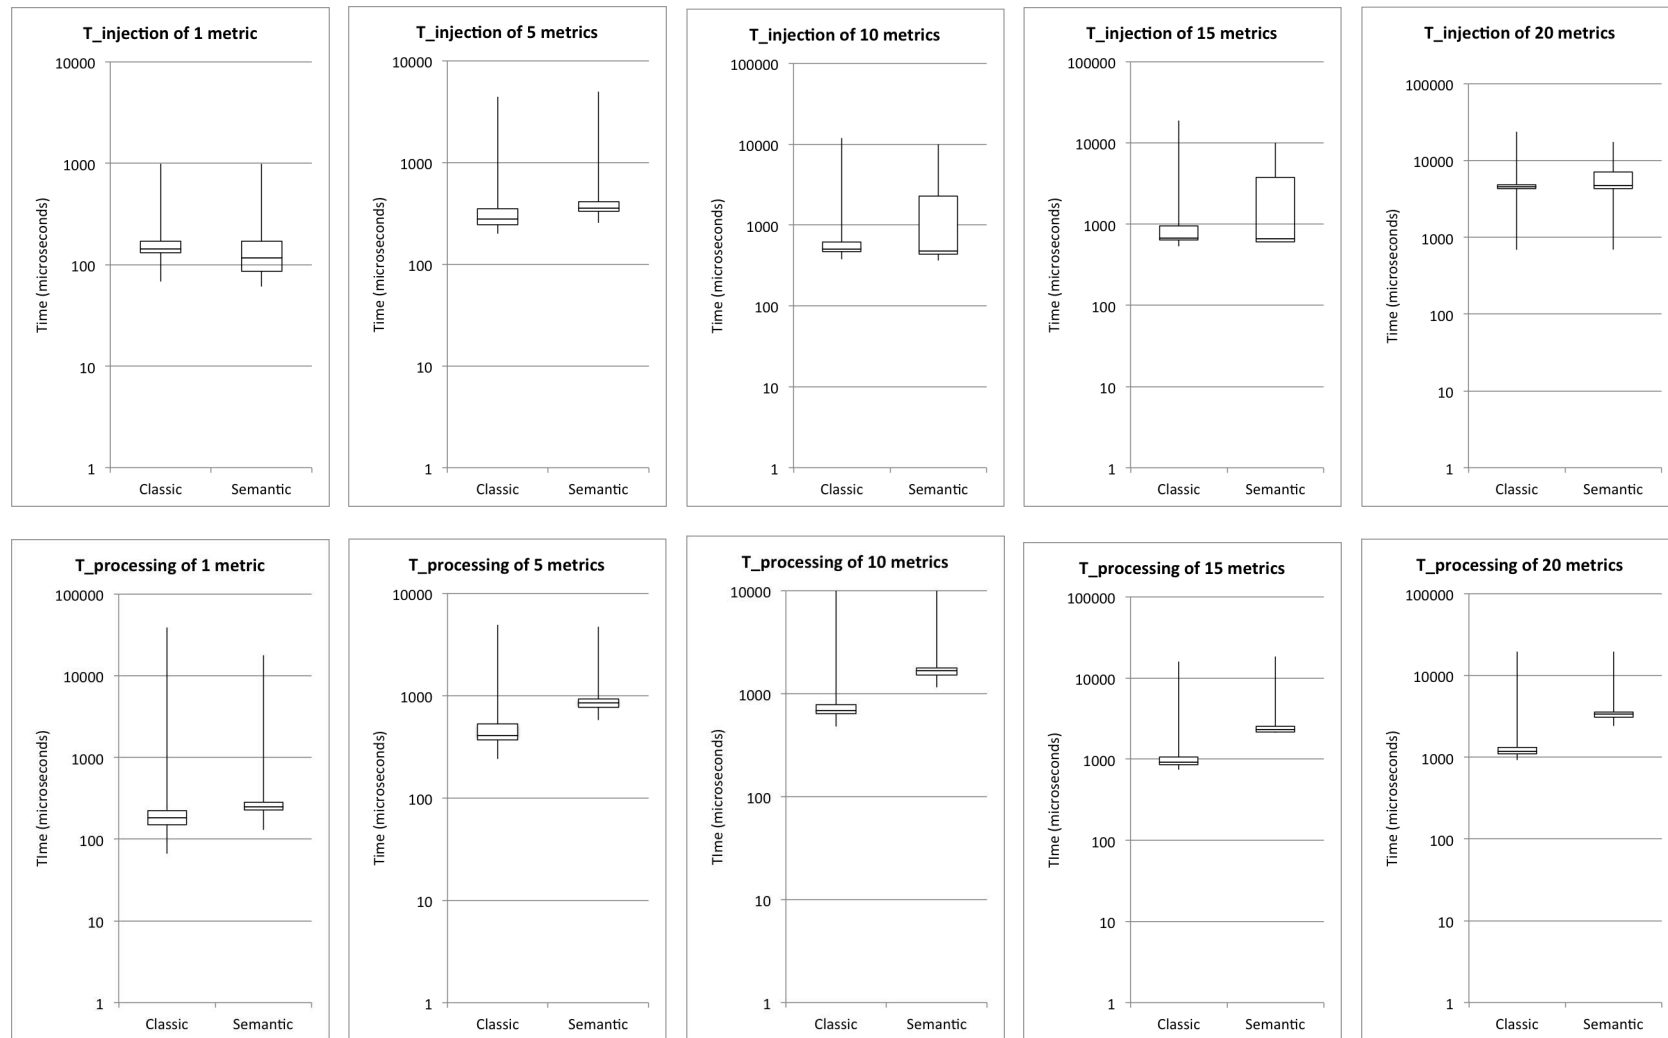 T_injection of 1 metric
10000
1000
100
10
1
Time (microseconds)
Classic Semantic
T_injection of 5 metrics
10000
1000
100
10
1
Time (microseconds)
Classic Semantic
T_injection of 10 metrics
100000
10000
1000
100
10
1
Time (microseconds)
Classic Semantic
T_injection of 15 metrics
100000
10000
1000
100
10
1
Time (microseconds)
Classic Semantic
T_injection of 20 metrics
100000
10000
1000
100
10
1
Time (microseconds)
Classic Semantic
T_processing of 1 metric
100000
10000
1000
100
10
1
TIme (microseconds)
Classic Semantic
T_processing of 5 metrics
10000
1000
100
10
1
Time (microseconds)
Classic Semantic
T_processing of 10 metrics
10000
1000
100
10
1
TIme (microseconds)
Classic Semantic
T_processing of 15 metrics
100000
10000
1000
100
10
1
TIme (microseconds)
Classic Semantic
T_processing of 20 metrics
100000
10000
1000
100
10
1
Time (microseconds)
Classic Semantic